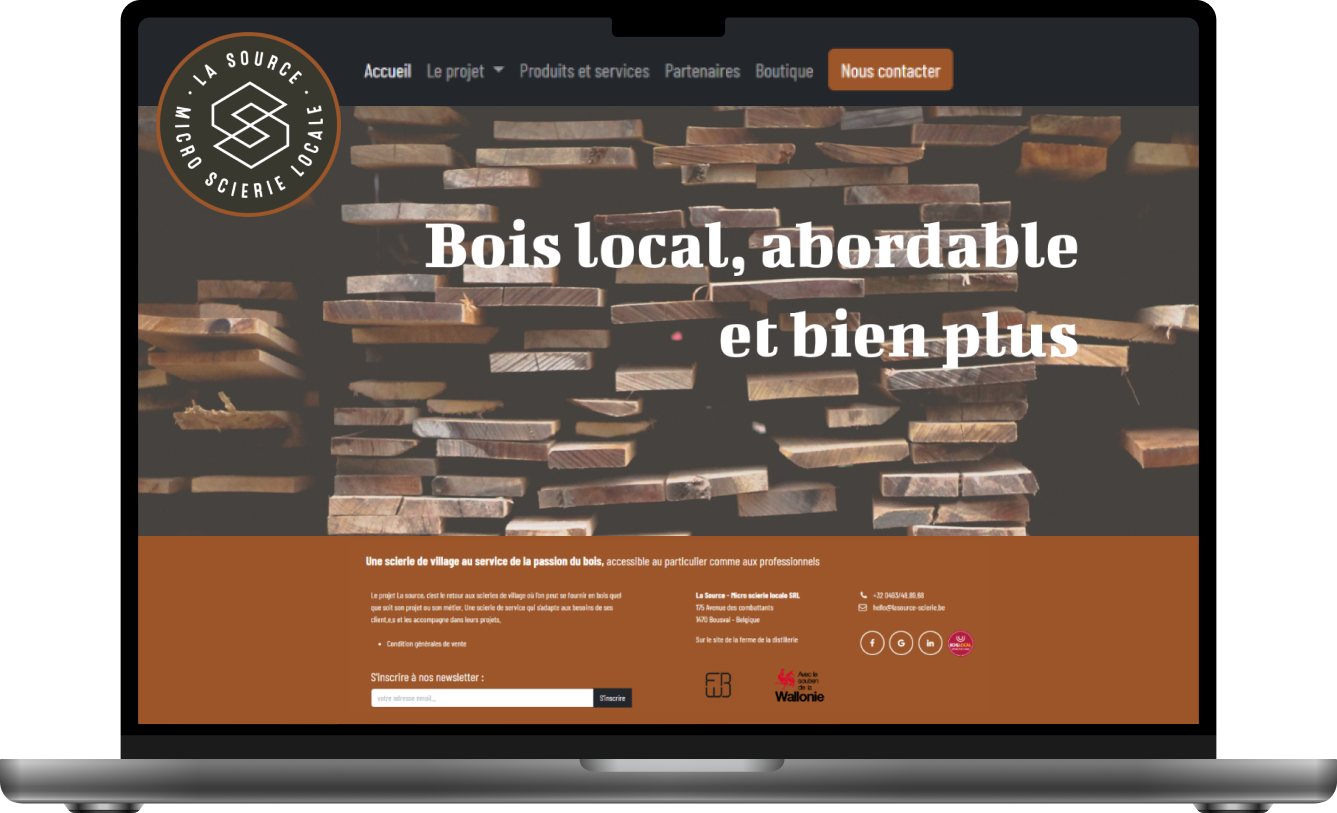 · LA SOURCE ·
MICRO SCIERIE LOCALE
Accueil Le projet Produits et services Partenaires Boutique Nous contacter
Bois local, abordable
et bien plus
Une scierie de village au service de la passion du bois, accessible au particulier comme aux professionnels
Le projet La source, c'est le retour aux scieries de village où l'on peut se fournir en bois quel
que soit son projet ou son métier. Une scierie de service qui s'adapte aux besoins de ses
client.e.s et les accompagne dans leurs projets.
• Condition générales de vente
S'inscrire à nos newsletter :
votre adresse email... S'inscrire
La Source - Micro scierie locale SRL
175 Avenue des combattants
1470 Bousval - Belgique
Sur le site de la ferme de la distillerie
Avec le
soutien
de la
Wallonie
+32 0463/48.86.68
hello@lasource-scierie.be
f G in